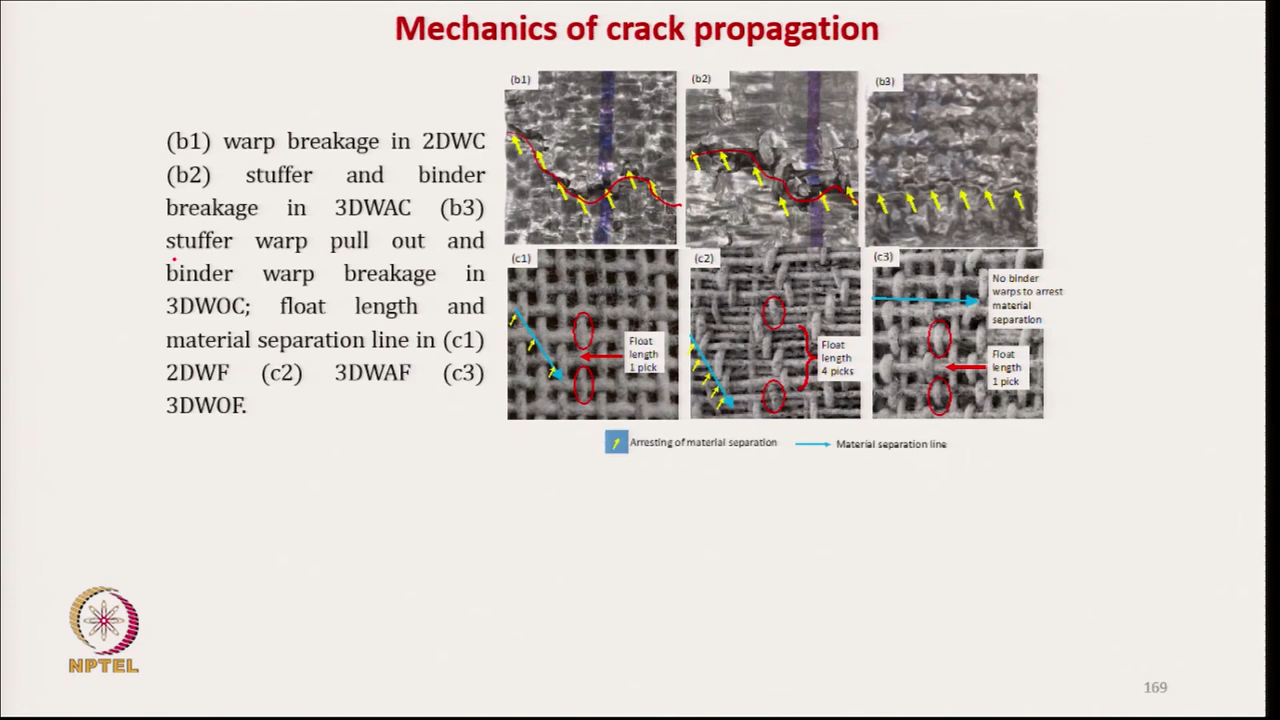 Mechanics of crack propagation
(b1) warp breakage in 2DWC
(b2) stuffer and binder
breakage in 3DWAC (b3)
stuffer warp pull out and
binder warp breakage in
3DWOC; float length and
material separation line in (c1)
2DWF (c2) 3DWAF (c3)
3DWOF.
(b1)
(b2)
(b3)
(c1)
Float
length
1 pick
(c2)
Float
length
4 picks
(c3)
No binder
warps to arrest
material
separation
Float
length
1 pick
Arresting of material separation
Material separation line
NPTEL
169